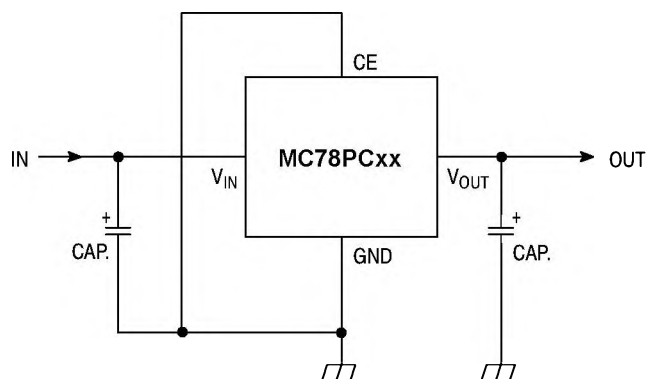 CE
IN
MC78PCxx
OUT
VIN
VOUT
+
CAP.
GND
+
CAP.